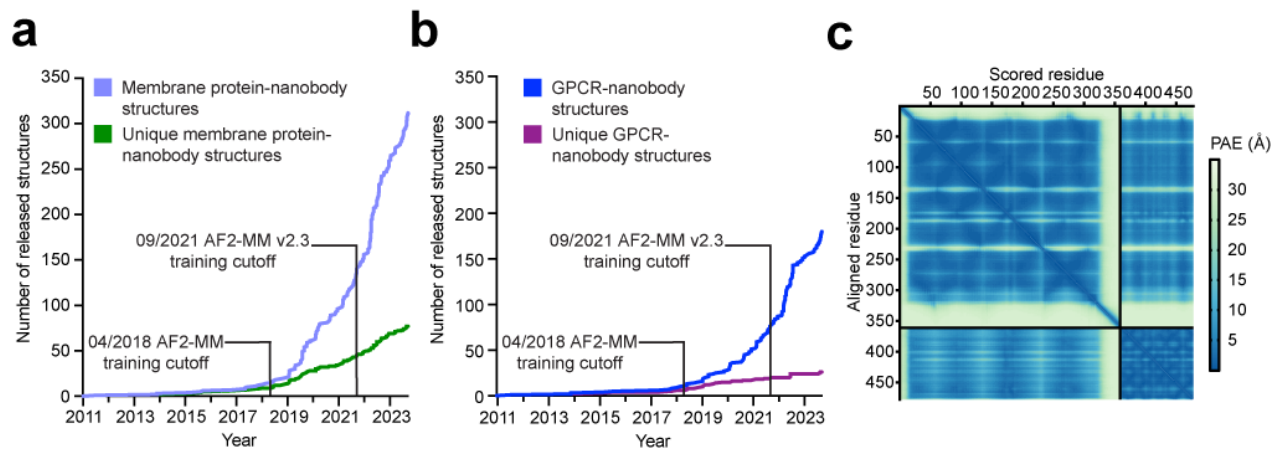 a
Number of released structures
350
300
250
200
150
100
50
0
Membrane protein-nanobody
structures
Unique membrane protein-
nanobody structures
09/2021 AF2-MM v2.3
training cutoff
04/2018 AF2-MM
training cutoff
2011 2013 2015 2017 2019 2021 2023
Year
b
Number of released structures
350
300
250
200
150
100
50
0
GPCR-nanobody
structures
Unique GPCR-
nanobody structures
09/2021 AF2-MM v2.3
training cutoff
04/2018 AF2-MM
training cutoff
2011 2013 2015 2017 2019 2021 2023
Year
c
Scored residue
50 100 150 200 250 300 350 400 450
Aligned residue
50
100
150
200
250
300
350
400
450
PAE (Å)
30
25
20
15
10
5